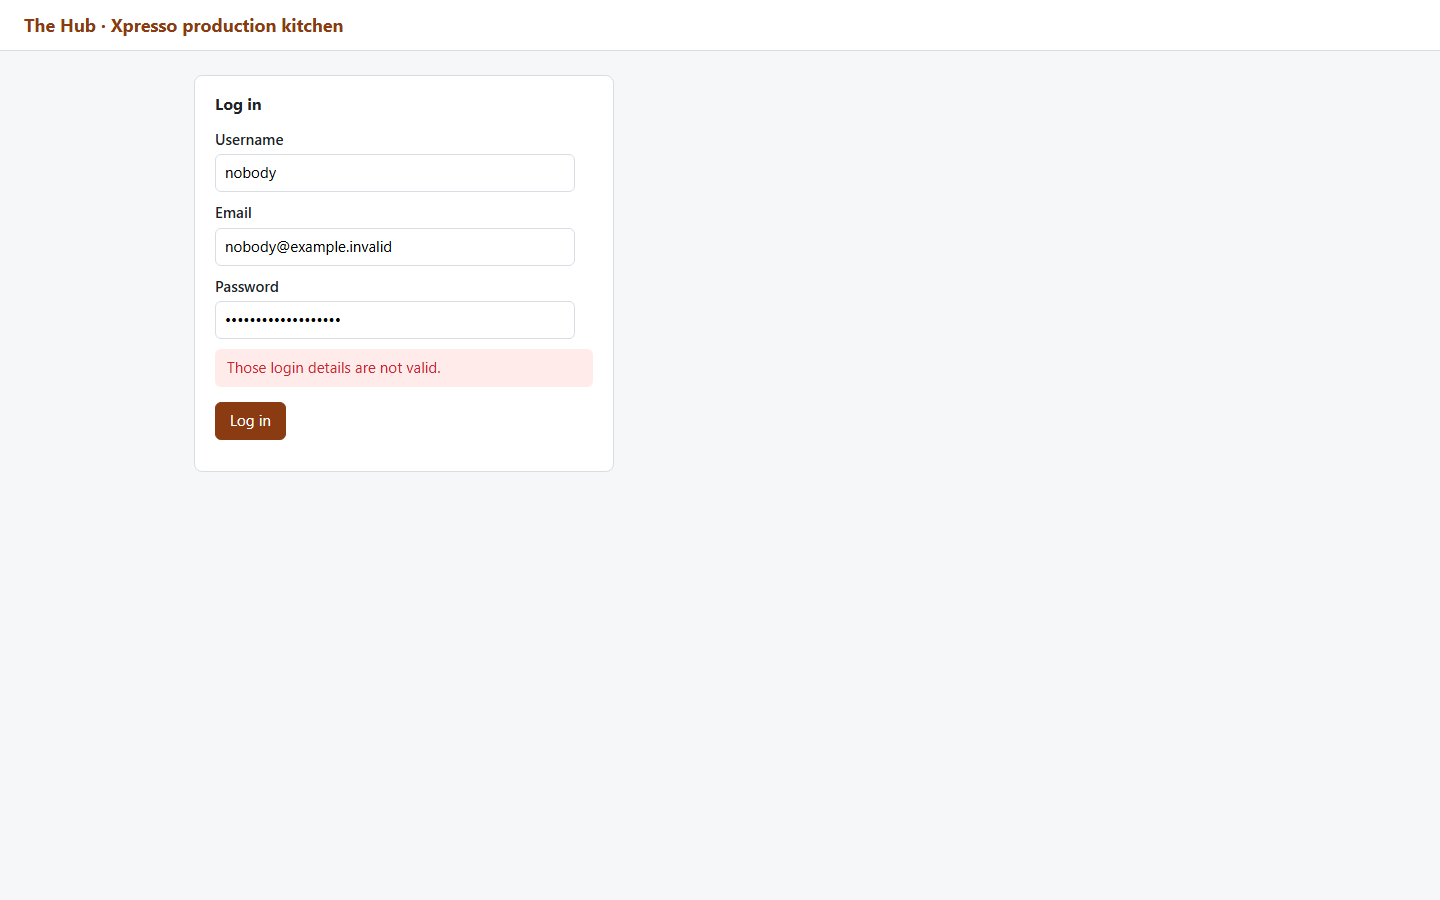 The Hub · Xpresso production kitchen
Log in
Username
nobody
Email
nobody@example.invalid
Password
•••••••••••••••••••
Those login details are not valid.
Log in